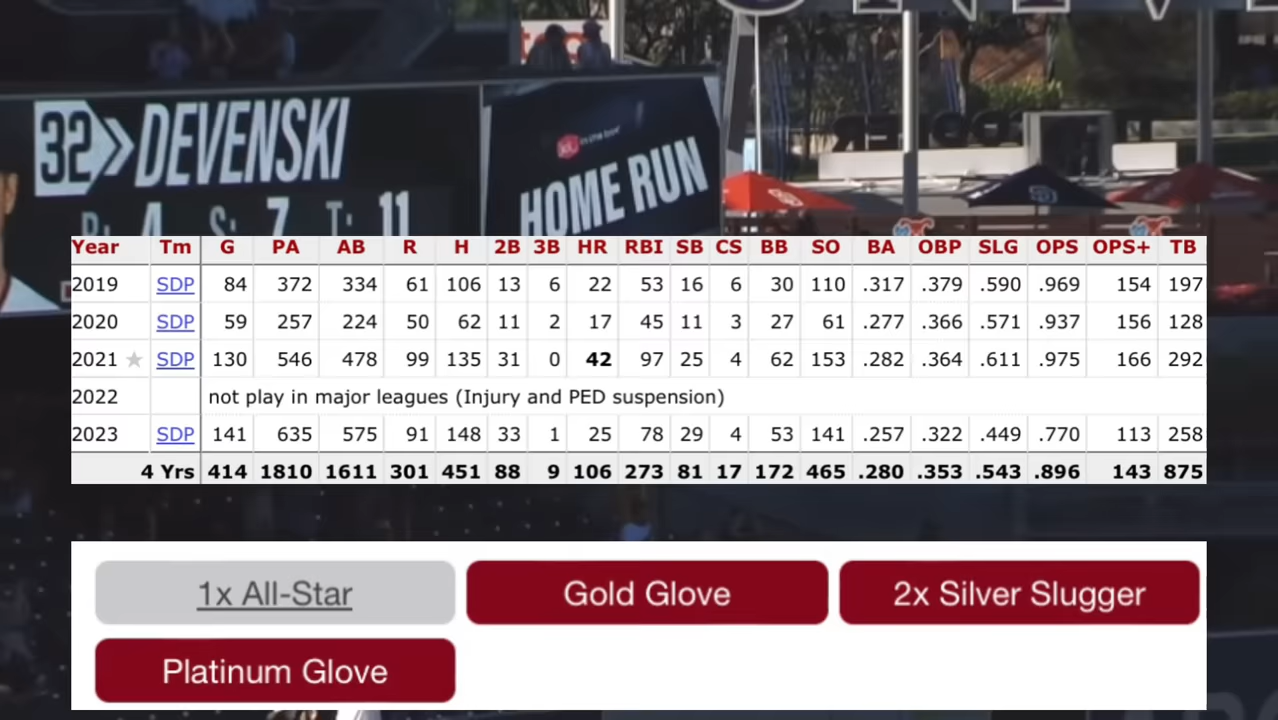 32 DEVENSKI
P: 4 S: 7 T: 11
in the box
HOME RUN
Year Tm G PA AB R H 2B 3B HR RBI SB CS BB SO BA OBP SLG OPS OPS+ TB
2019 SDP 84 372 334 61 106 13 6 22 53 16 6 30 110 .317 .379 .590 .969 154 197
2020 SDP 59 257 224 50 62 11 2 17 45 11 3 27 61 .277 .366 .571 .937 156 128
2021 ★ SDP 130 546 478 99 135 31 0 42 97 25 4 62 153 .282 .364 .611 .975 166 292
2022 not play in major leagues (Injury and PED suspension)
2023 SDP 141 635 575 91 148 33 1 25 78 29 4 53 141 .257 .322 .449 .770 113 258
4 Yrs 414 1810 1611 301 451 88 9 106 273 81 17 172 465 .280 .353 .543 .896 143 875
1x All-Star Gold Glove 2x Silver Slugger
Platinum Glove